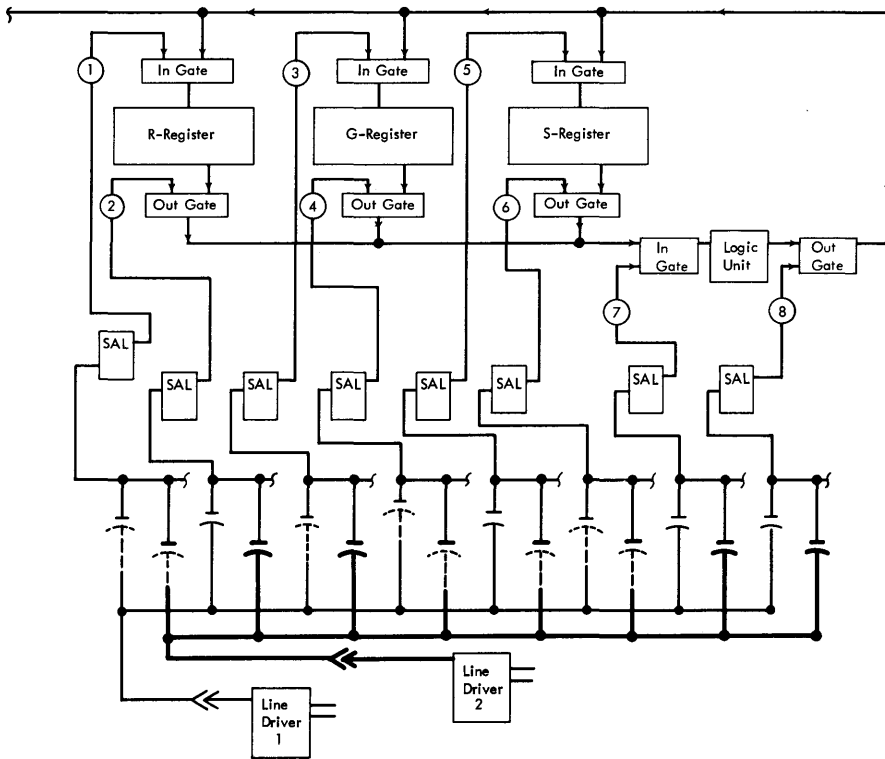 1
3
5
In Gate
In Gate
In Gate
R-Register
G-Register
S-Register
2
4
6
Out Gate
Out Gate
Out Gate
In
Gate
Logic
Unit
Out
Gate
7
8
SAL
SAL
SAL
SAL
SAL
SAL
SAL
SAL
Line
Driver
2
Line
Driver
1